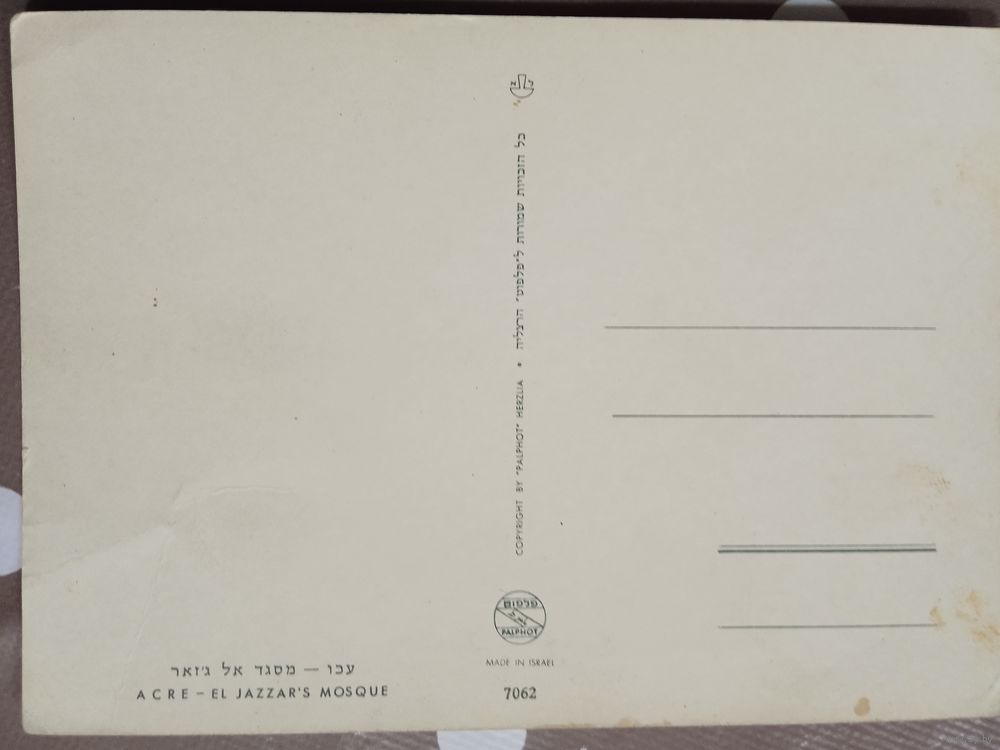 כל הזכויות שמורות ל"פלפוט" הרצליה • COPYRIGHT BY "PALPHOT" HERZLIA
פלפוט
PALPHOT
MADE IN ISRAEL
7062
עכו — מסגד אל ג'זאר
ACRE – EL JAZZAR'S MOSQUE